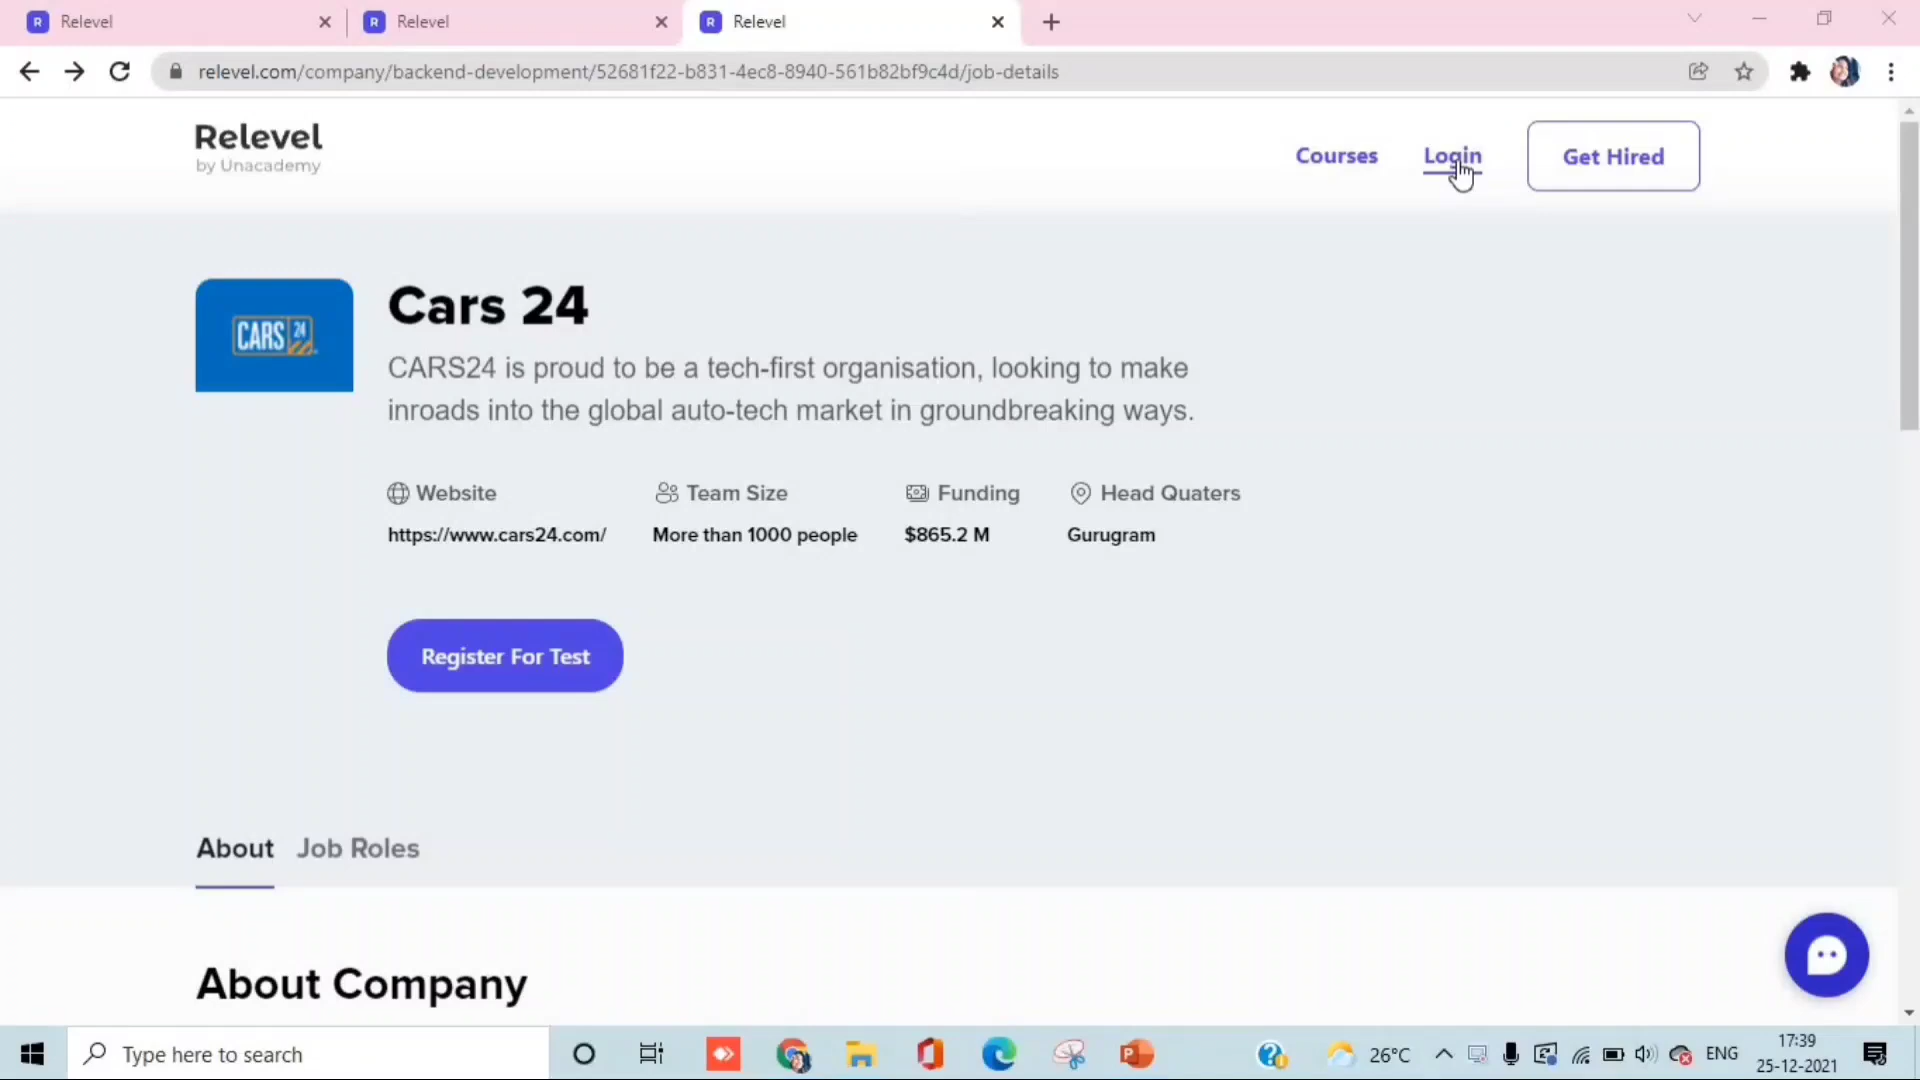 Relevel
Relevel
Relevel
relevel.com/company/backend-development/52681f22-b831-4ec8-8940-561b82bf9c4d/job-details
Relevel
by Unacademy
Courses
Login
Get Hired
CARS 24
Cars 24
CARS24 is proud to be a tech-first organisation, looking to make
inroads into the global auto-tech market in groundbreaking ways.
Website
Team Size
Funding
Head Quaters
https://www.cars24.com/
More than 1000 people
$865.2 M
Gurugram
Register For Test
About
Job Roles
About Company
Type here to search
26°C
ENG
17:39
25-12-2021